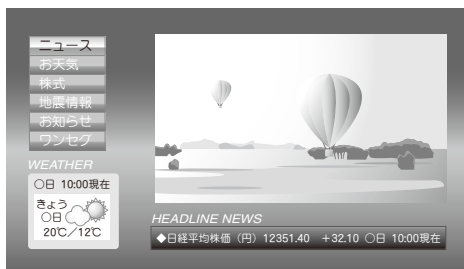 ニュース
お天気
株式
地震情報
お知らせ
ワンセグ
WEATHER
○日 10:00現在
きょう
○日
20℃／12℃
HEADLINE NEWS
◆日経平均株価（円）12351.40 ＋32.10 ○日 10:00現在